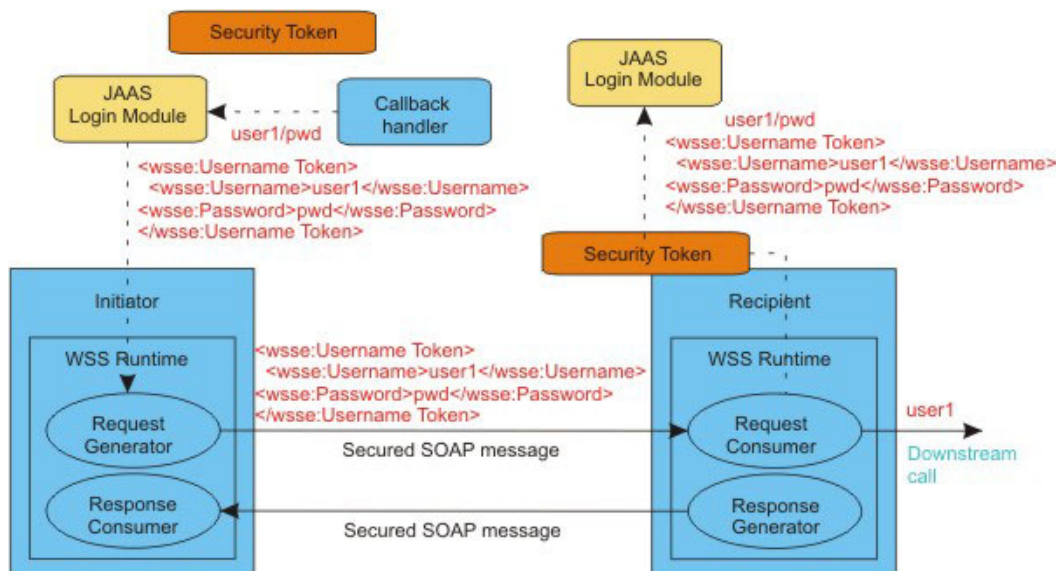 Security Token
JAAS
Login Module
Callback
handler
user1/pwd
<wsse:Username Token>
<wsse:Username>user1</wsse:Username>
<wsse:Password>pwd</wsse:Password>
</wsse:Username Token>
JAAS
Login Module
user1/pwd
<wsse:Username Token>
<wsse:Username>user1</wsse:Username>
<wsse:Password>pwd</wsse:Password>
</wsse:Username Token>
Security Token
Initiator
WSS Runtime
Request
Generator
Response
Consumer
<wsse:Username Token>
<wsse:Username>user1</wsse:Username>
<wsse:Password>pwd</wsse:Password>
</wsse:Username Token>
Secured SOAP message
Secured SOAP message
Recipient
WSS Runtime
Request
Consumer
Response
Generator
user1
Downstream
call